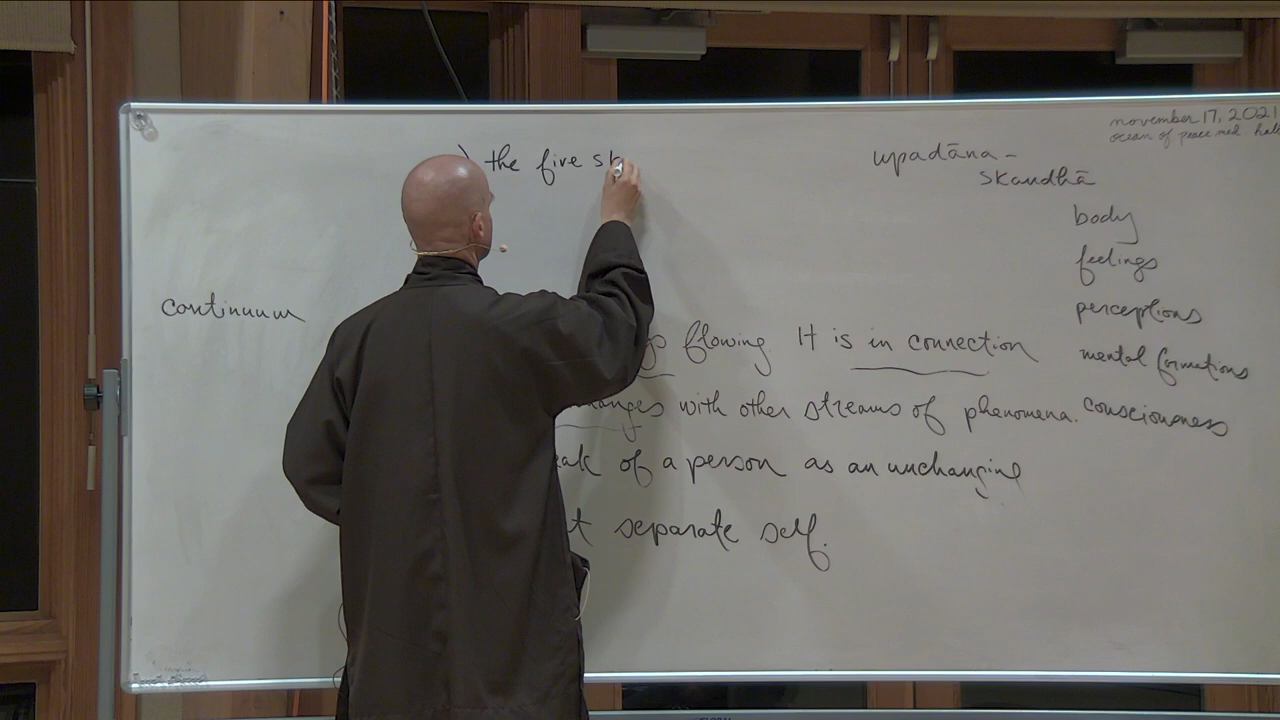 november 17, 2021
ocean of peace med. hall
) the five sk
upadāna-
skandhā
body
feelings
perceptions
mental formations
consciousness
continuum
flowing. It is in connection
changes with other streams of phenomena.
eak of a person as an unchanging
t separate self.